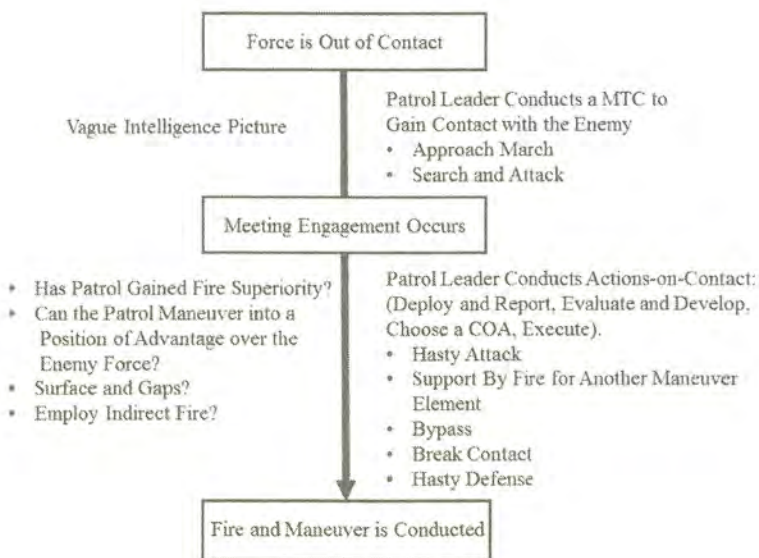 Force is Out of Contact
Vague Intelligence Picture
Patrol Leader Conducts a MTC to
Gain Contact with the Enemy
• Approach March
• Search and Attack
Meeting Engagement Occurs
• Has Patrol Gained Fire Superiority?
• Can the Patrol Maneuver into a
Position of Advantage over the
Enemy Force?
• Surface and Gaps?
• Employ Indirect Fire?
Patrol Leader Conducts Actions-on-Contact:
(Deploy and Report, Evaluate and Develop,
Choose a COA, Execute).
• Hasty Attack
• Support By Fire for Another Maneuver
Element
• Bypass
• Break Contact
• Hasty Defense
Fire and Maneuver is Conducted